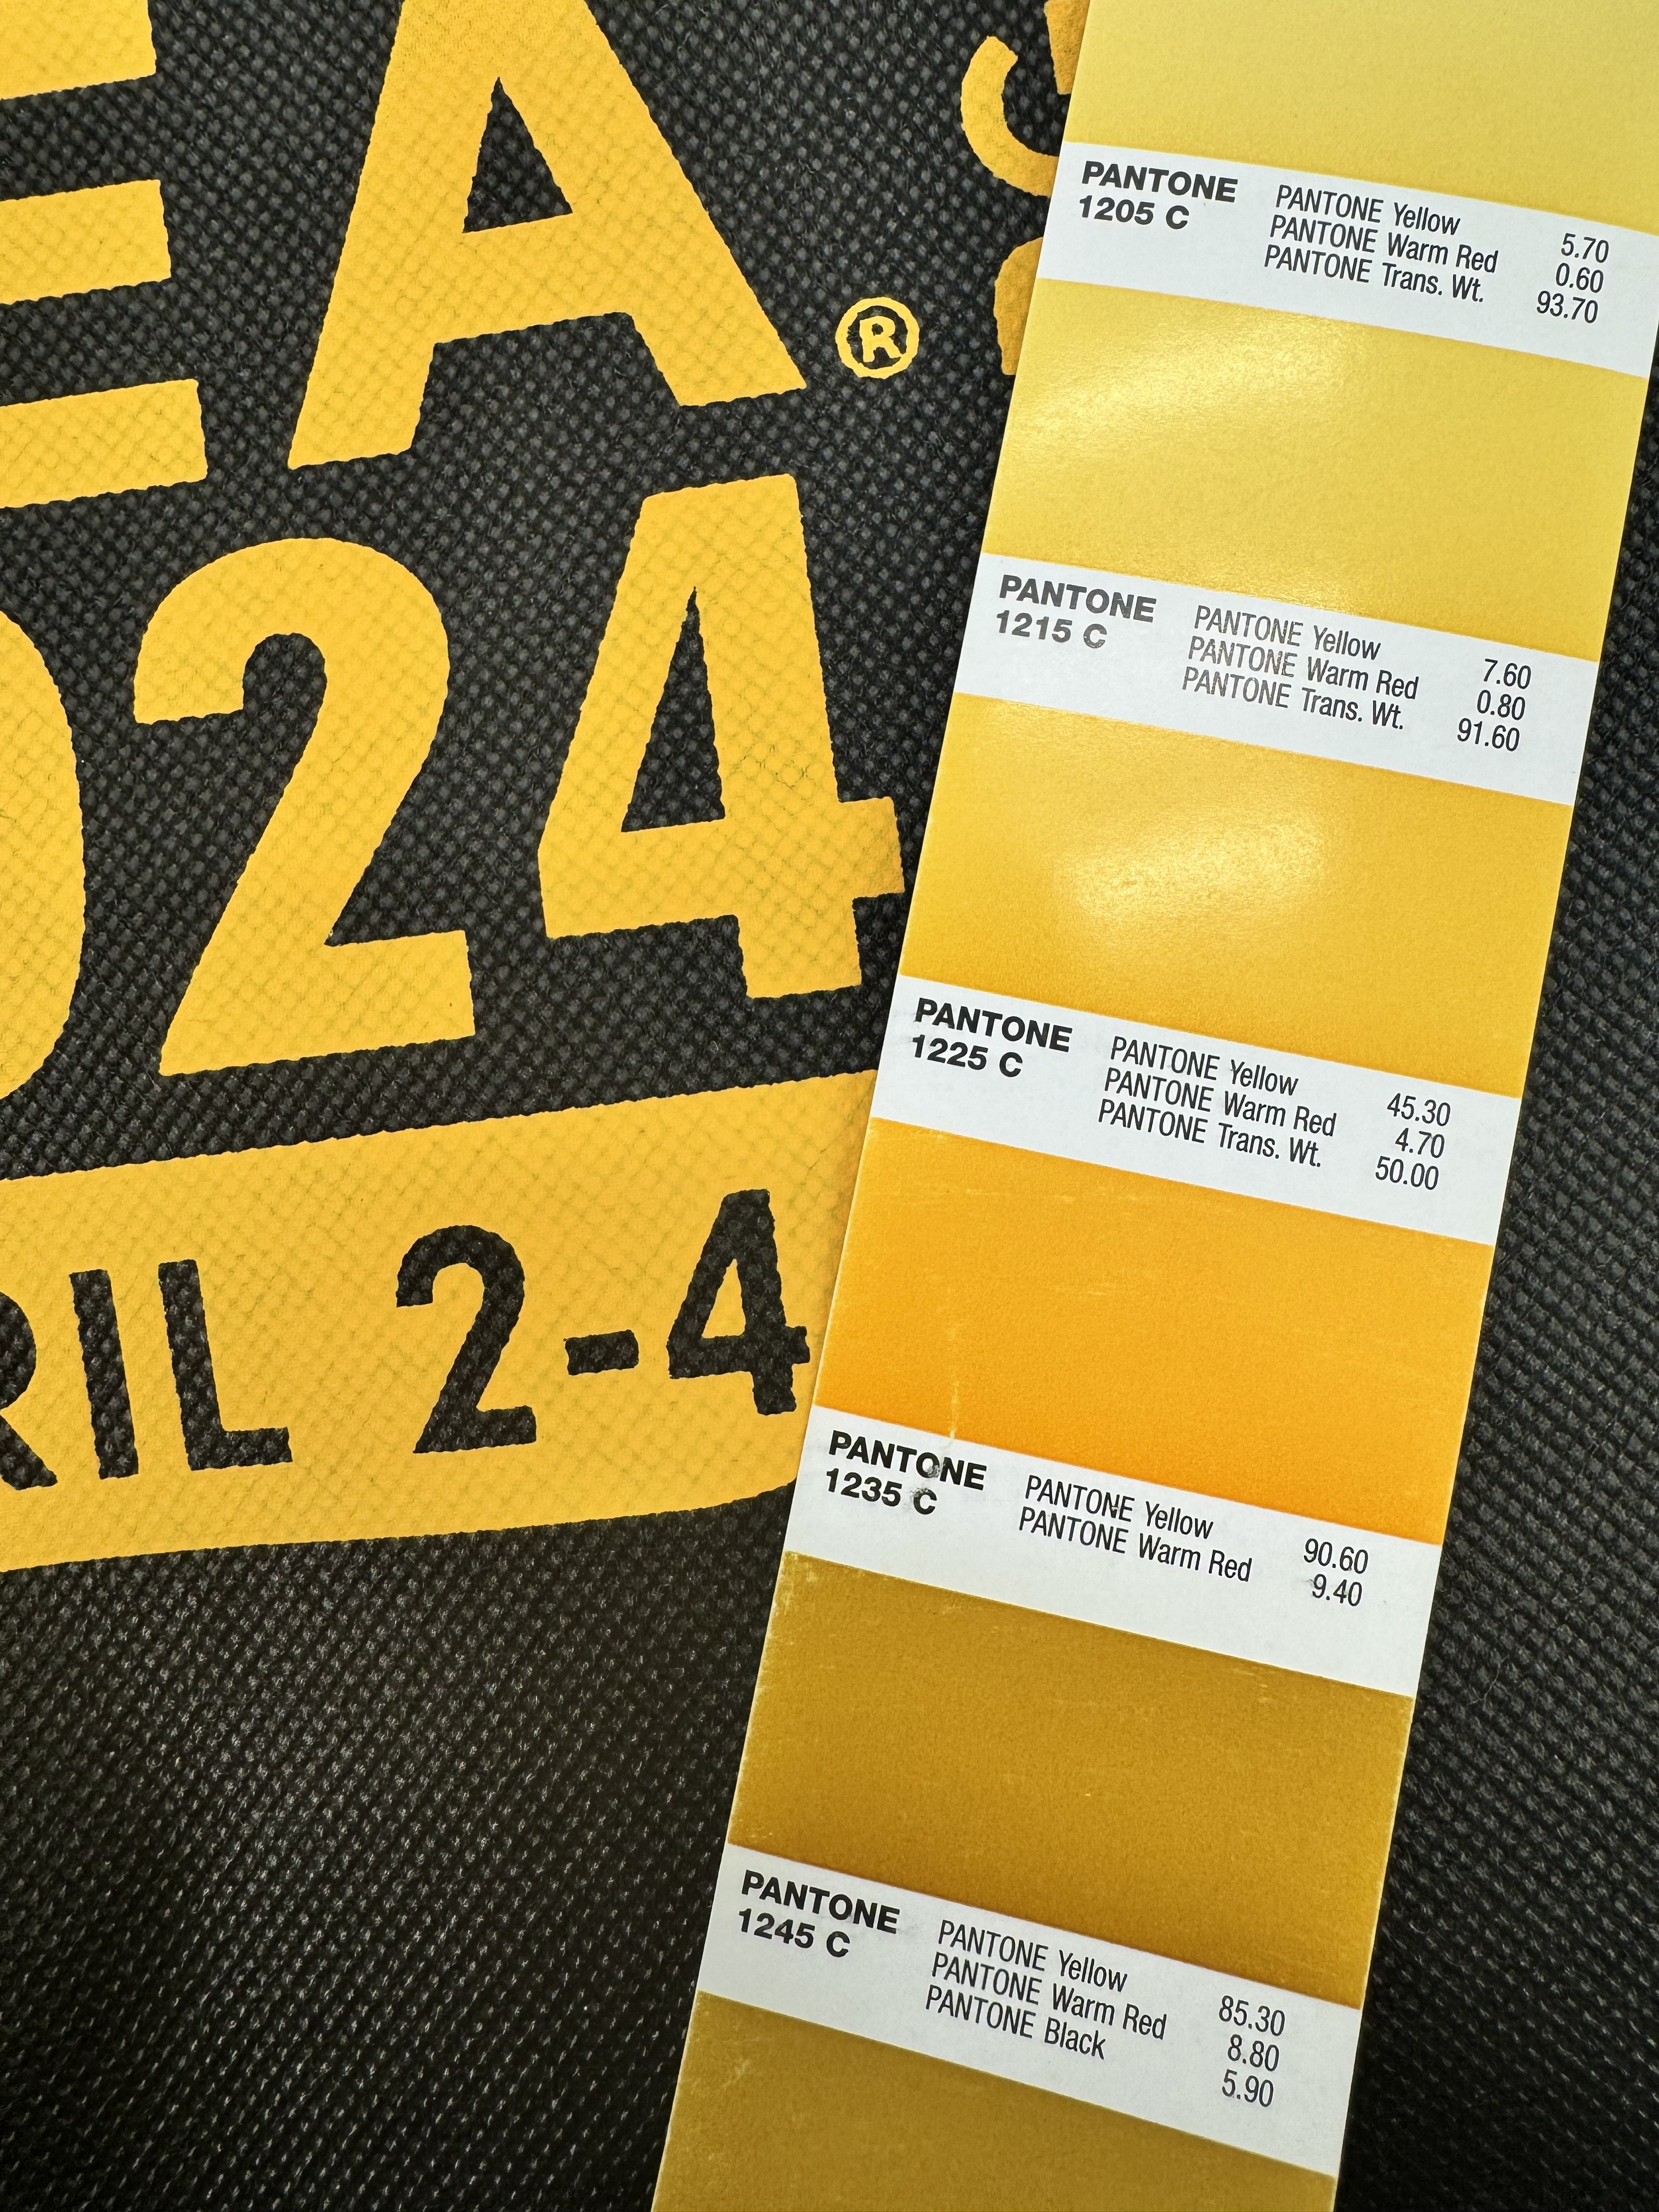 EA®
024
RIL 2-4
PANTONE
1205 C
PANTONE Yellow 5.70
PANTONE Warm Red 0.60
PANTONE Trans. Wt. 93.70
PANTONE
1215 C
PANTONE Yellow 7.60
PANTONE Warm Red 0.80
PANTONE Trans. Wt. 91.60
PANTONE
1225 C
PANTONE Yellow 45.30
PANTONE Warm Red 4.70
PANTONE Trans. Wt. 50.00
PANTONE
1235 C
PANTONE Yellow 90.60
PANTONE Warm Red 9.40
PANTONE
1245 C
PANTONE Yellow 85.30
PANTONE Warm Red 8.80
PANTONE Black 5.90